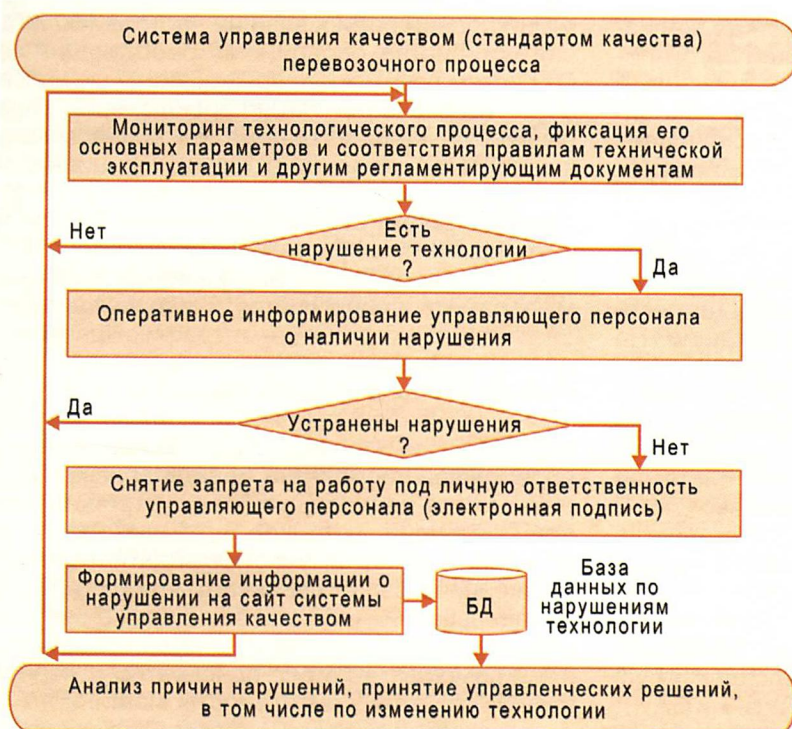 Система управления качеством (стандартом качества)
перевозочного процесса
Мониторинг технологического процесса, фиксация его
основных параметров и соответствия правилам технической
эксплуатации и другим регламентирующим документам
Нет
Есть
нарушение технологии
?
Да
Оперативное информирование управляющего персонала
о наличии нарушения
Да
Устранены нарушения
?
Нет
Снятие запрета на работу под личную ответственность
управляющего персонала (электронная подпись)
Формирование информации о
нарушении на сайт системы
управления качеством
БД
База
данных по
нарушениям
технологии
Анализ причин нарушений, принятие управленческих решений,
в том числе по изменению технологии